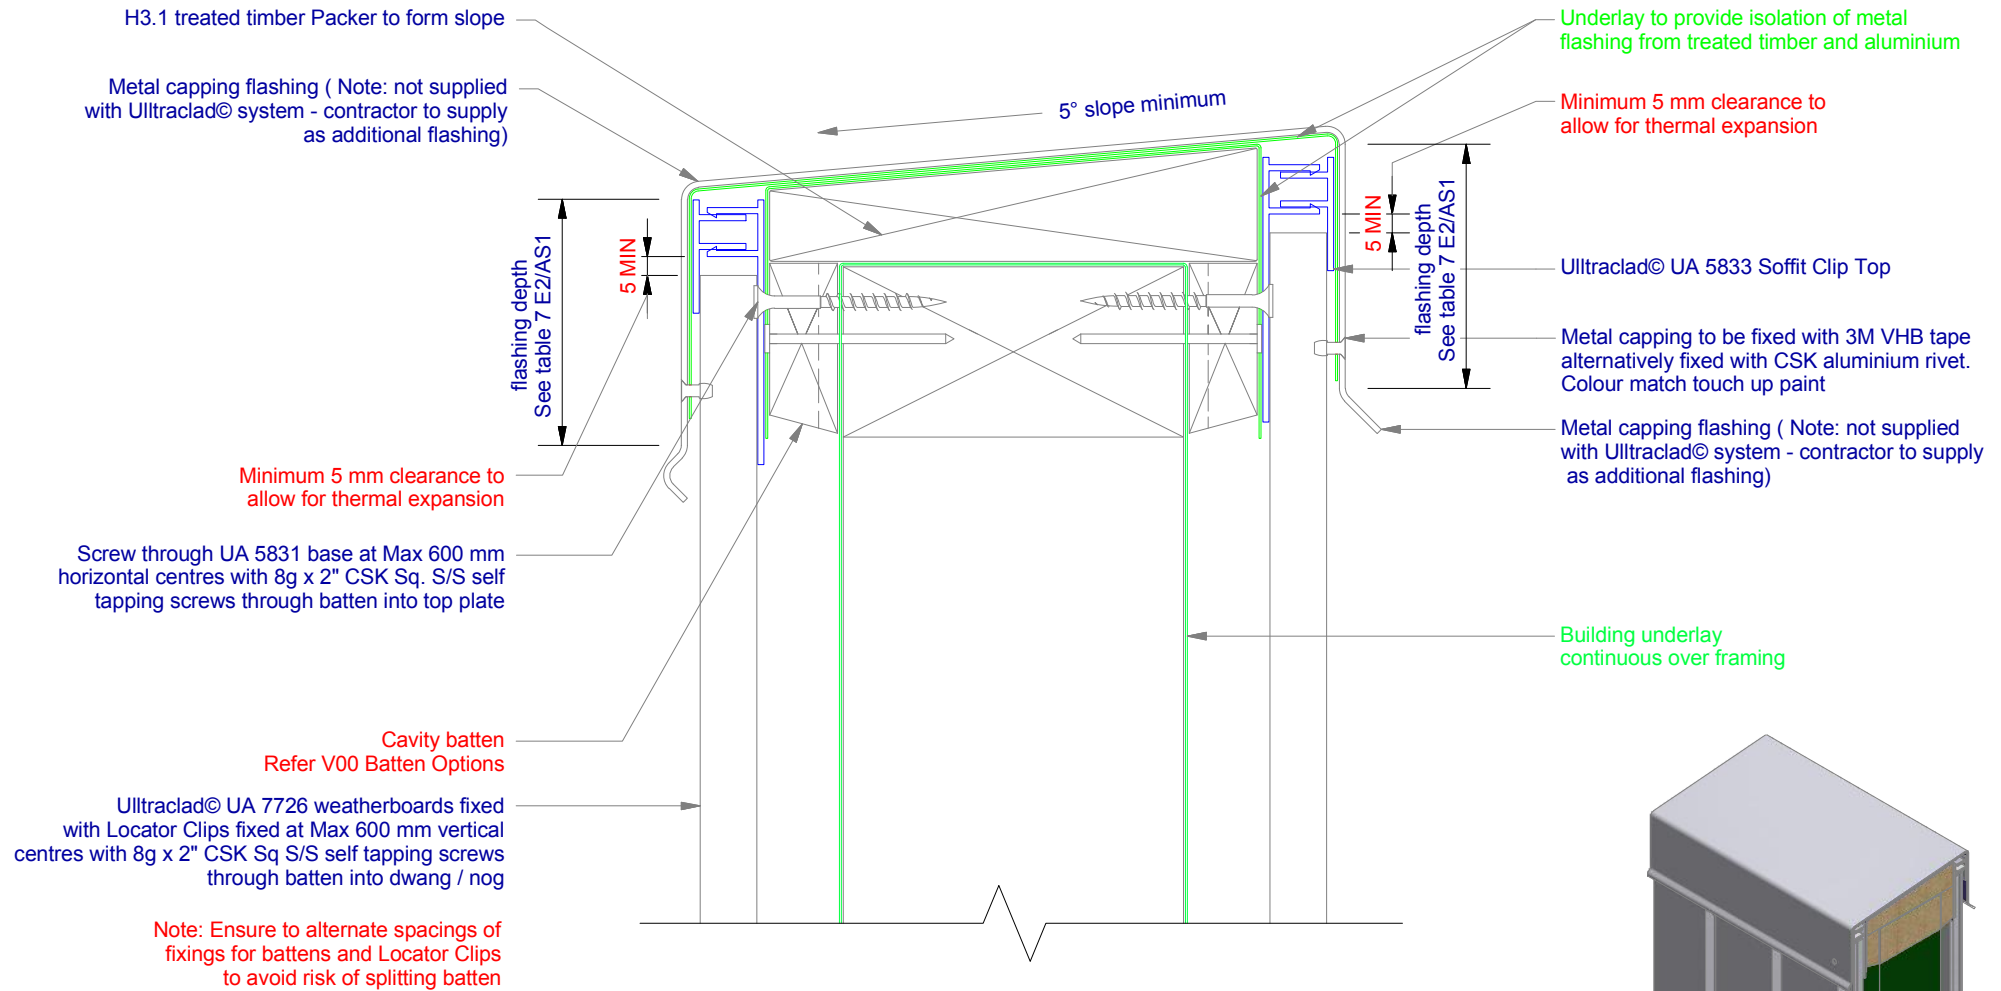 H3.1 treated timber Packer to form slope
Metal capping flashing ( Note: not supplied
with Ulltraclad© system - contractor to supply
as additional flashing)
5° slope minimum
Underlay to provide isolation of metal
flashing from treated timber and aluminium
Minimum 5 mm clearance to
allow for thermal expansion
flashing depth
See table 7 E2/AS1
5 MIN
5 MIN
flashing depth
See table 7 E2/AS1
Ulltraclad© UA 5833 Soffit Clip Top
Metal capping to be fixed with 3M VHB tape
alternatively fixed with CSK aluminium rivet.
Colour match touch up paint
Metal capping flashing ( Note: not supplied
with Ulltraclad© system - contractor to supply
as additional flashing)
Minimum 5 mm clearance to
allow for thermal expansion
Screw through UA 5831 base at Max 600 mm
horizontal centres with 8g x 2" CSK Sq. S/S self
tapping screws through batten into top plate
Building underlay
continuous over framing
Cavity batten
Refer V00 Batten Options
Ulltraclad© UA 7726 weatherboards fixed
with Locator Clips fixed at Max 600 mm vertical
centres with 8g x 2" CSK Sq S/S self tapping screws
through batten into dwang / nog
Note: Ensure to alternate spacings of
fixings for battens and Locator Clips
to avoid risk of splitting batten